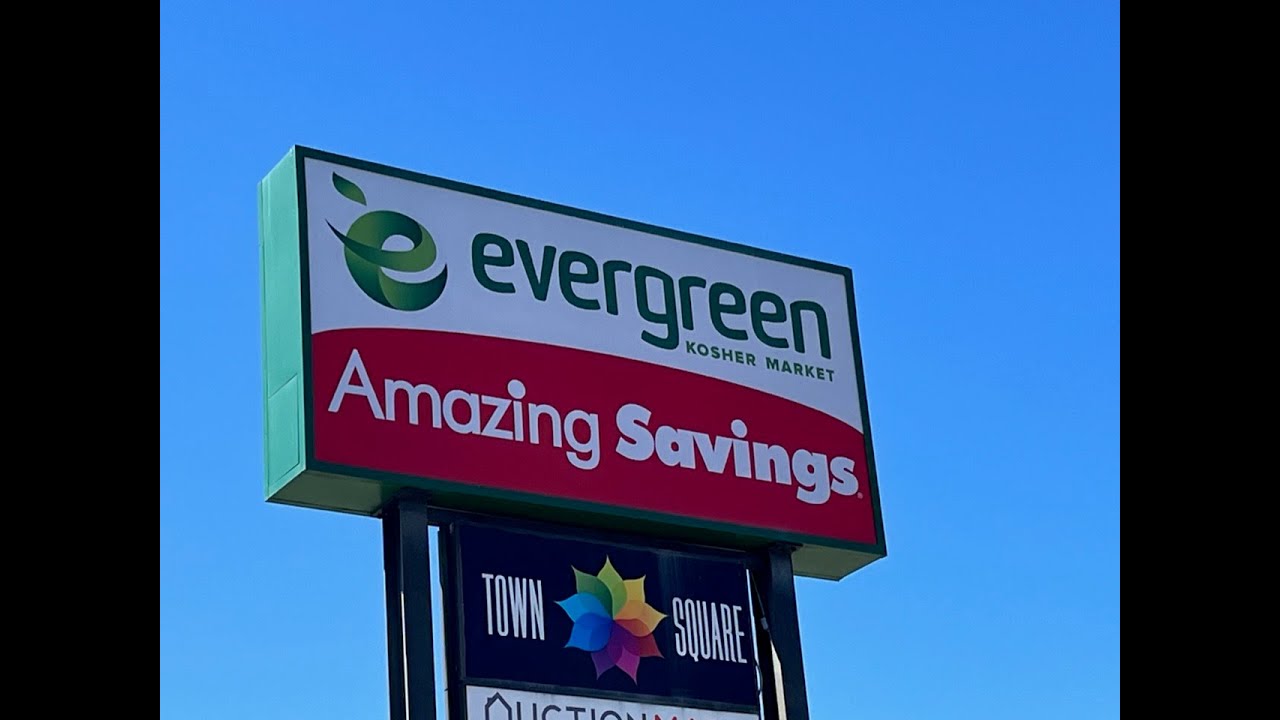 evergreen
KOSHER MARKET
Amazing Savings
TOWN SQUARE